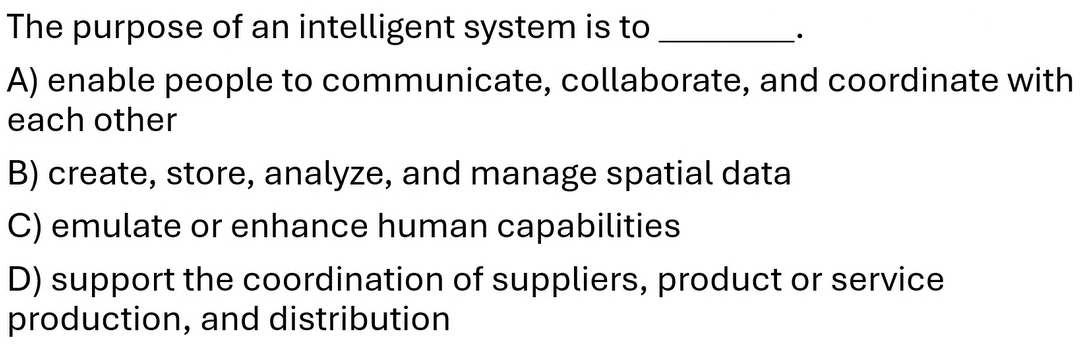 The purpose of an intelligent system is to ________.
A) enable people to communicate, collaborate, and coordinate with
each other
B) create, store, analyze, and manage spatial data
C) emulate or enhance human capabilities
D) support the coordination of suppliers, product or service
production, and distribution